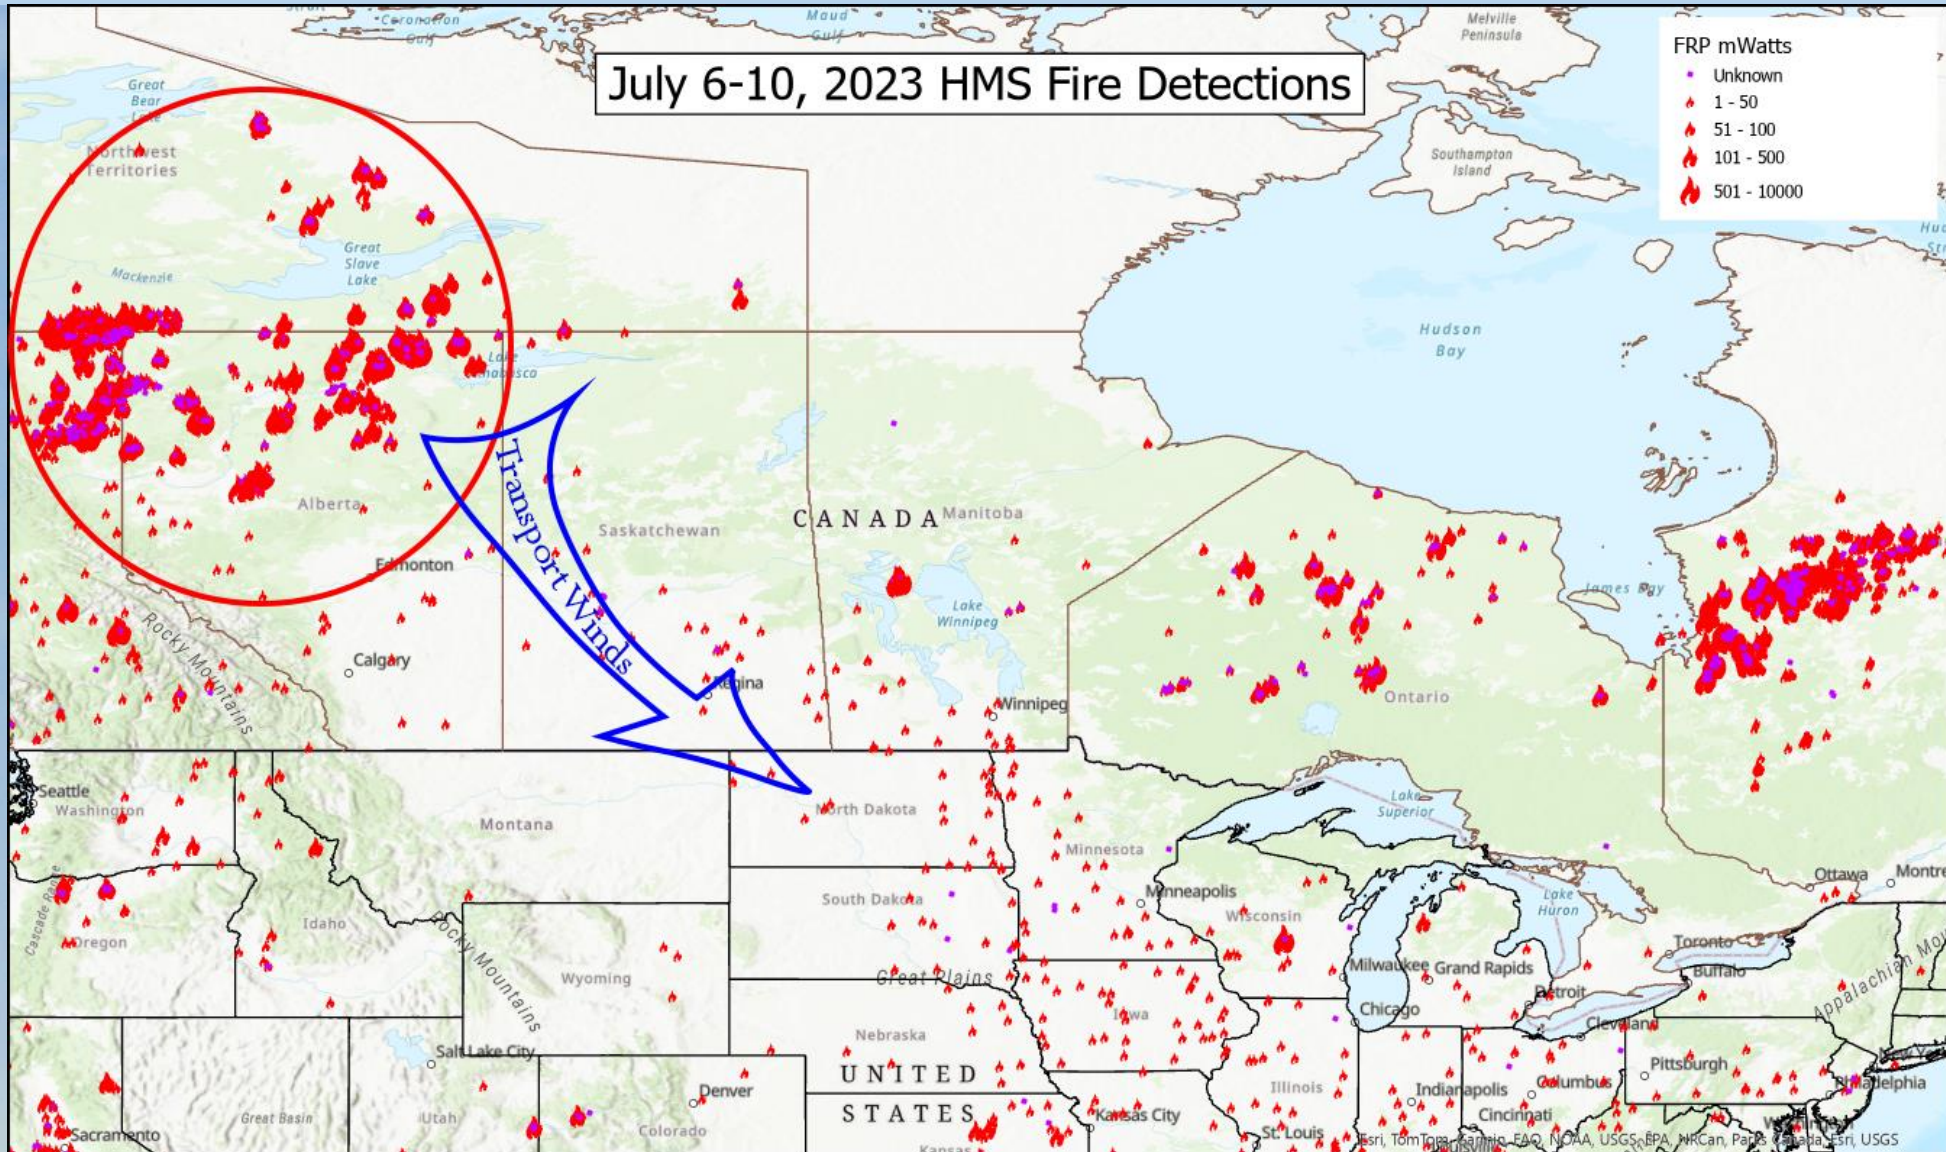 Coronation
Gulf
Maud
Gulf
Melville
Peninsula
July 6-10, 2023 HMS Fire Detections
FRP mWatts
Unknown
1 - 50
51 - 100
101 - 500
501 - 10000
Great
Bear
Lake
Northwest
Territories
Southampton
Island
Great
Slave
Lake
Mackenzie
Hudson
Bay
Lake
Transport Winds
Alberta
Saskatchewan
CANADA
Manitoba
Edmonton
James Bay
Lake
Winnipeg
Rocky Mountains
Calgary
Regina
Winnipeg
Ontario
Seattle
Washington
Montana
North Dakota
Minnesota
Lake
Superior
Ottawa
Cascade Range
Oregon
Idaho
Rocky Mountains
South Dakota
Minneapolis
Wisconsin
Lake
Huron
Toronto
Buffalo
Wyoming
Great Plains
Milwaukee
Grand Rapids
Detroit
Chicago
Cleveland
Iowa
Nebraska
Salt Lake City
UNITED
STATES
Denver
Illinois
Indianapolis
Columbus
Pittsburgh
Philadelphia
Great Basin
Utah
Colorado
Kansas City
Cincinnati
St. Louis
Sacramento
Kansas
Esri, TomTom, Garmin, FAO, NOAA, USGS, EPA, NRCan, Parks Canada, Esri, USGS